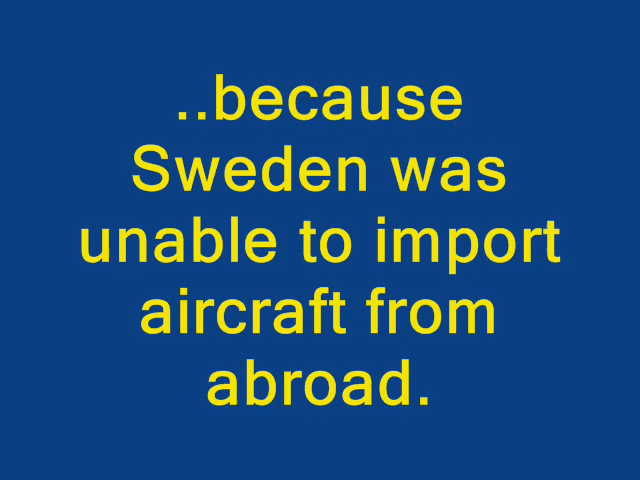 ..because
Sweden was
unable to import
aircraft from
abroad.